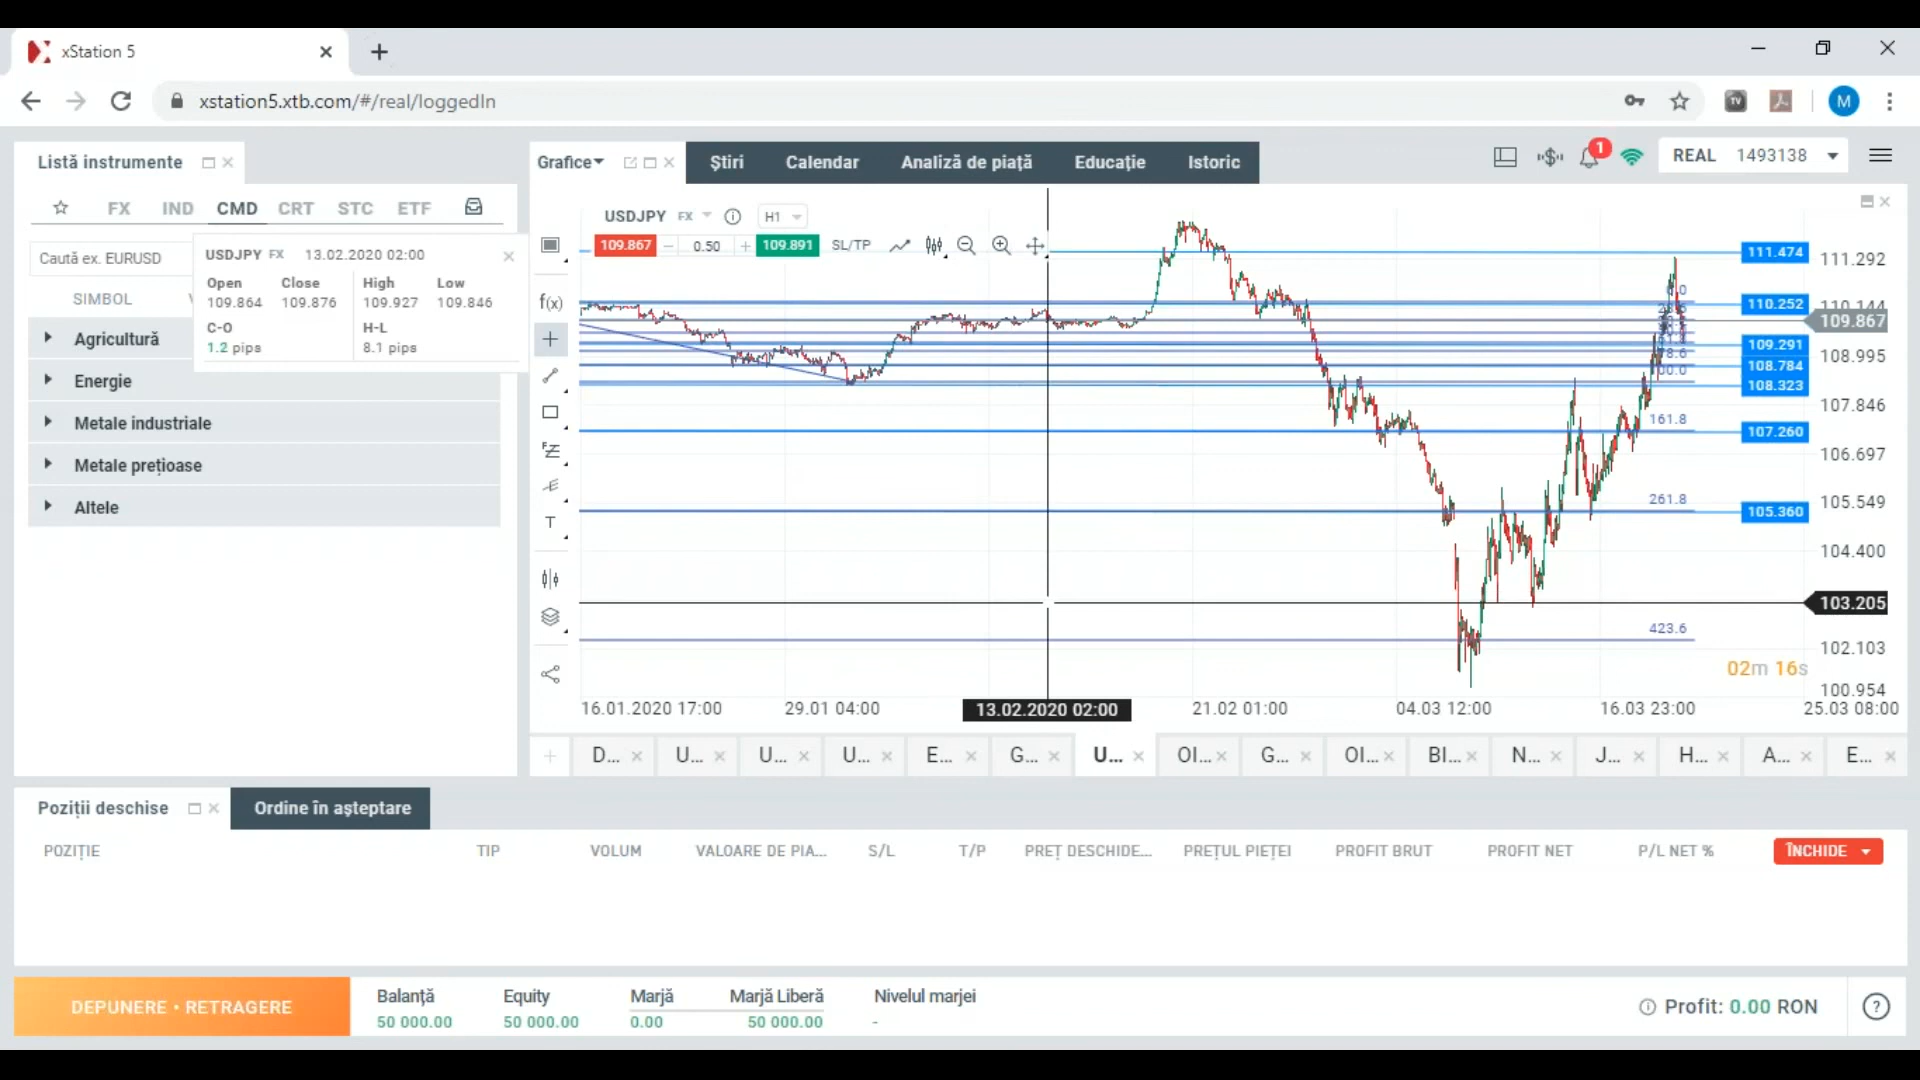 xStation 5
xstation5.xtb.com/#/real/loggedIn
M
Listă instrumente
Grafice
Știri
Calendar
Analiză de piață
Educație
Istoric
1
REAL 1493138
FX IND CMD CRT STC ETF
Caută ex. EURUSD
SIMBOL
Agricultură
Energie
Metale industriale
Metale prețioase
Altele
USDJPY FX 13.02.2020 02:00
Open Close High Low
109.864 109.876 109.927 109.846
C-O H-L
1.2 pips 8.1 pips
USDJPY FX H1
109.867 0.50 109.891 SL/TP
f(x)
T
111.474
110.252
109.291
108.784
108.323
107.260
105.360
161.8
261.8
423.6
111.292
110.144
109.867
108.995
107.846
106.697
105.549
104.400
103.205
102.103
100.954
02m 16s
16.01.2020 17:00 29.01 04:00 13.02.2020 02:00 21.02 01:00 04.03 12:00 16.03 23:00 25.03 08:00
D... U... U... U... E... G... U... OI... G... OI... BI... N... J... H... A... E...
Poziții deschise
Ordine în așteptare
POZIȚIE TIP VOLUM VALOARE DE PIA... S/L T/P PREȚ DESCHIDE... PREȚUL PIEȚEI PROFIT BRUT PROFIT NET P/L NET % ÎNCHIDE
DEPUNERE • RETRAGERE
Balanță Equity Marjă Marjă Liberă Nivelul marjei
50 000.00 50 000.00 0.00 50 000.00 -
Profit: 0.00 RON